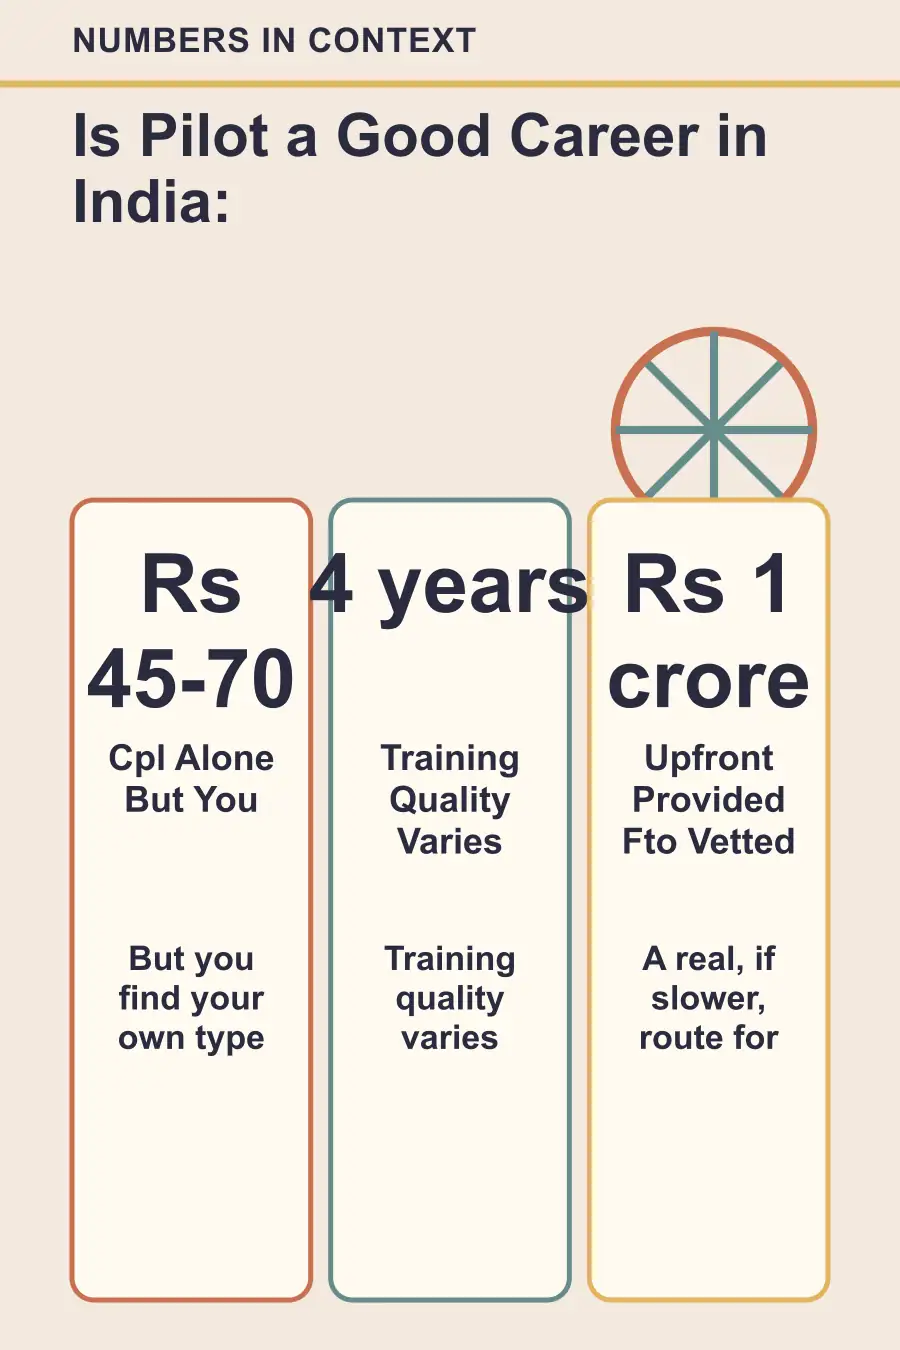 NUMBERS IN CONTEXT
Is Pilot a Good Career in
India:
Rs
45-70
Cpl Alone
But You
But you
find your
own type
4 years
Training
Quality
Varies
Training
quality
varies
Rs 1
crore
Upfront
Provided
Fto Vetted
A real, if
slower,
route for